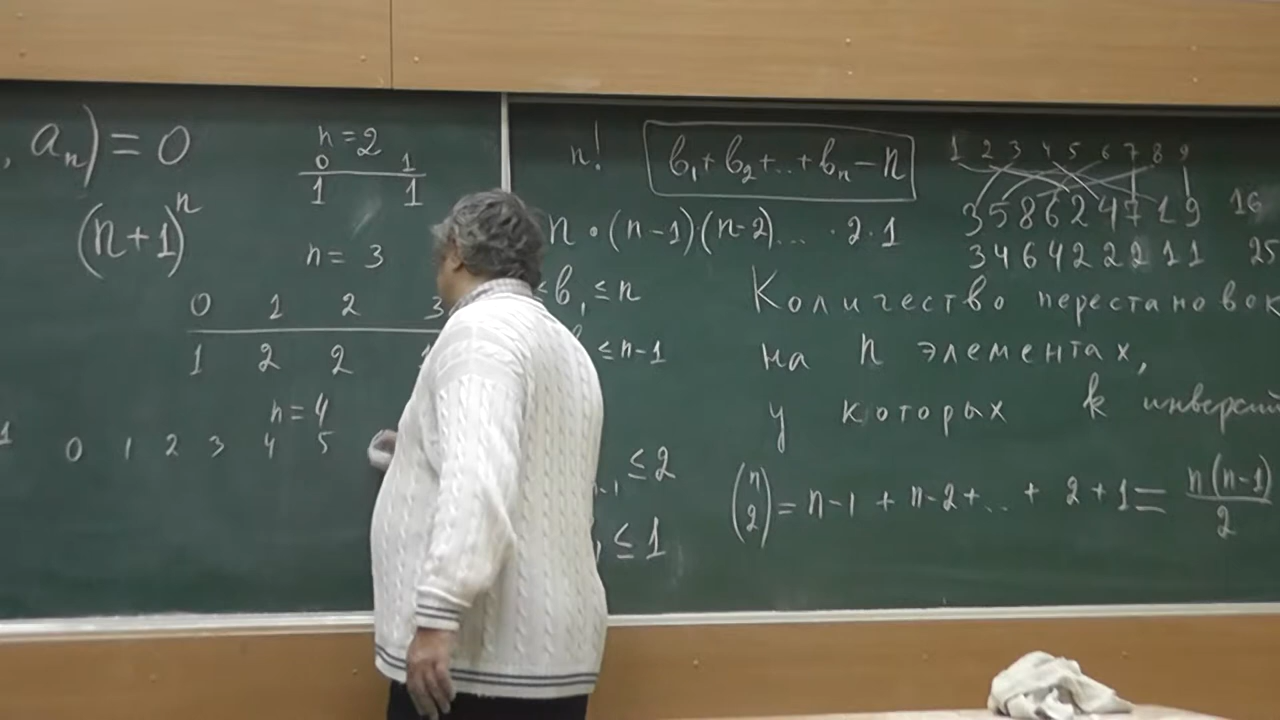 , aₙ) = 0
(n+1)ⁿ
n = 2
0 1
1 1
n = 3
0 1 2 3
1 2 2
n = 4
1 0 1 2 3 4 5
n!
b₁ + b₂ + ... + bₙ - n
n · (n-1)(n-2) ... · 2 · 1
b₁ ≤ n
≤ n-1
n-1 ≤ 2
≤ 1
1 2 3 4 5 6 7 8 9
3 5 8 6 2 4 7 1 9 16
3 4 6 4 2 2 2 1 1 25
Количество перестановок
на n элементах,
у которых k инверсий
(n 2) = n-1 + n-2 + ... + 2 + 1 = n(n-1)/2